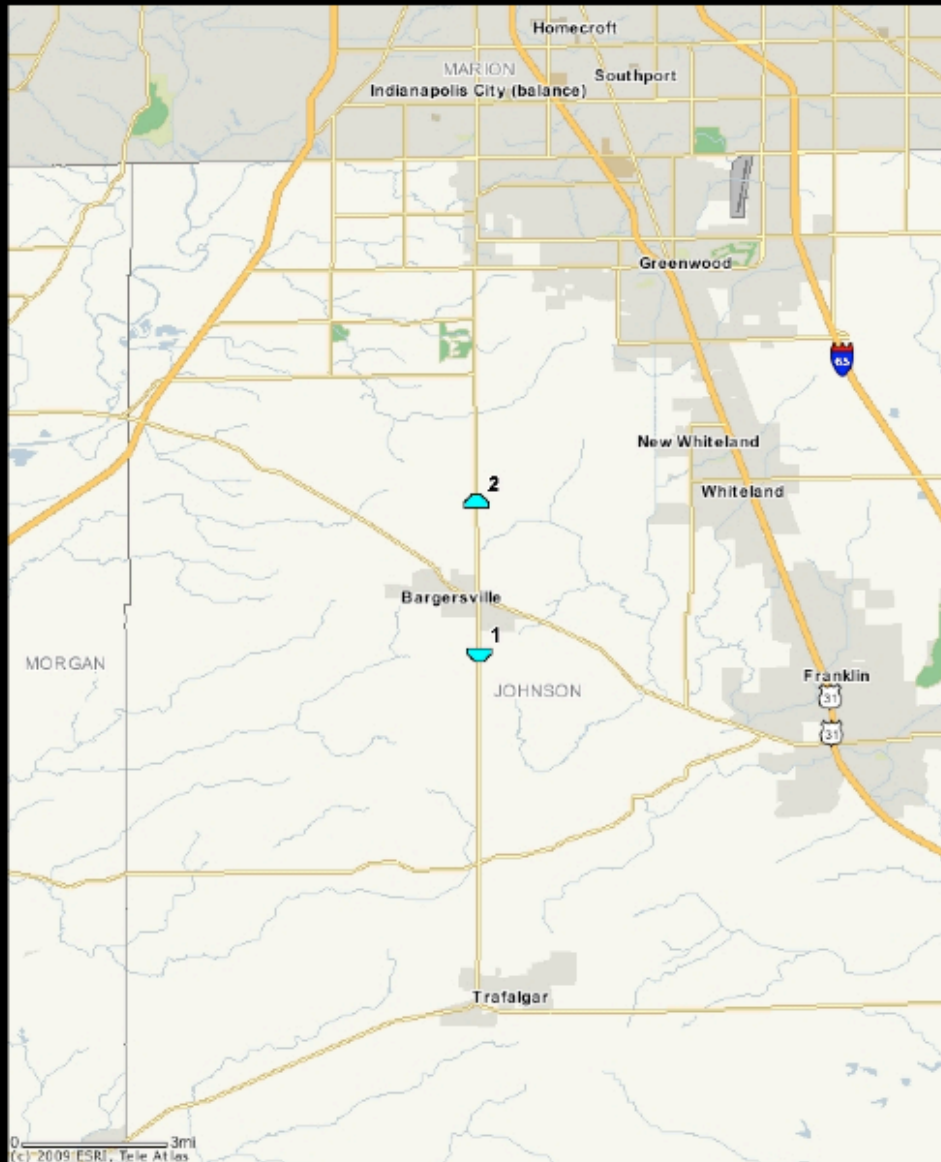 Homecroft
MARION
Southport
Indianapolis City (balance)
Greenwood
65
New Whiteland
2
Whiteland
Bargersville
1
MORGAN
JOHNSON
Franklin
31
31
Trafalgar
0 3mi
(c) 2009 ESRI, Tele Atlas